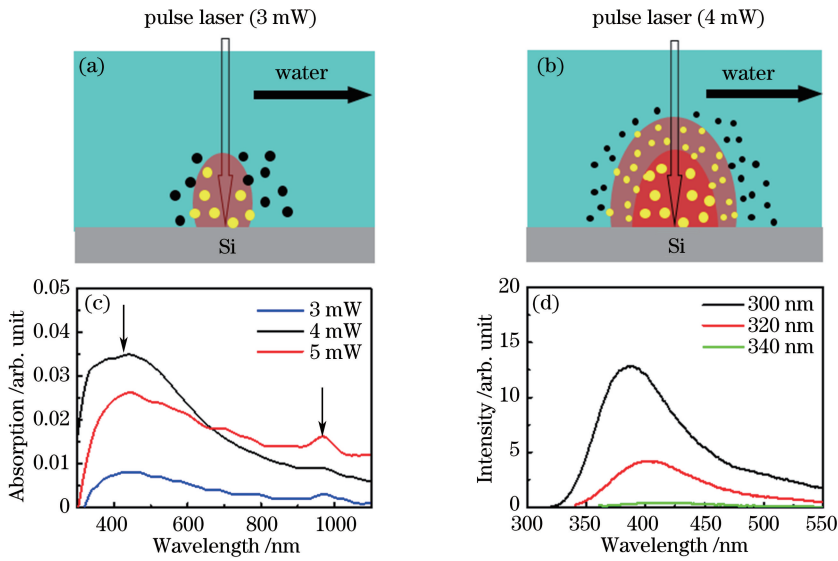 pulse laser (3 mW)
(a)
water
Si
pulse laser (4 mW)
(b)
water
Si
(c)
3 mW
4 mW
5 mW
0.05
0.04
0.03
0.02
0.01
0
400 600 800 1000
Absorption /arb. unit
Wavelength /nm
(d)
300 nm
320 nm
340 nm
20
15
10
5
0
300 350 400 450 500 550
Intensity /arb. unit
Wavelength /nm